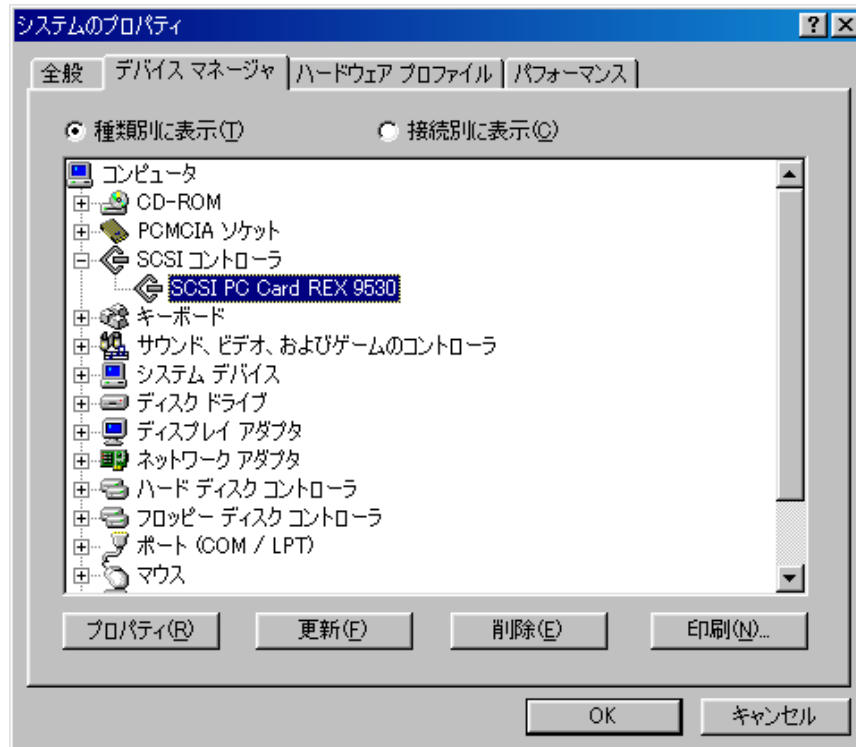 システムのプロパティ
全般 デバイス マネージャ ハードウェア プロファイル パフォーマンス
種類別に表示(T) 接続別に表示(C)
コンピュータ
CD-ROM
PCMCIA ソケット
SCSI コントローラ
SCSI PC Card REX 9530
キーボード
サウンド、ビデオ、およびゲームのコントローラ
システム デバイス
ディスク ドライブ
ディスプレイ アダプタ
ネットワーク アダプタ
ハード ディスク コントローラ
フロッピー ディスク コントローラ
ポート (COM / LPT)
マウス
プロパティ(R) 更新(F) 削除(E) 印刷(N)...
OK キャンセル